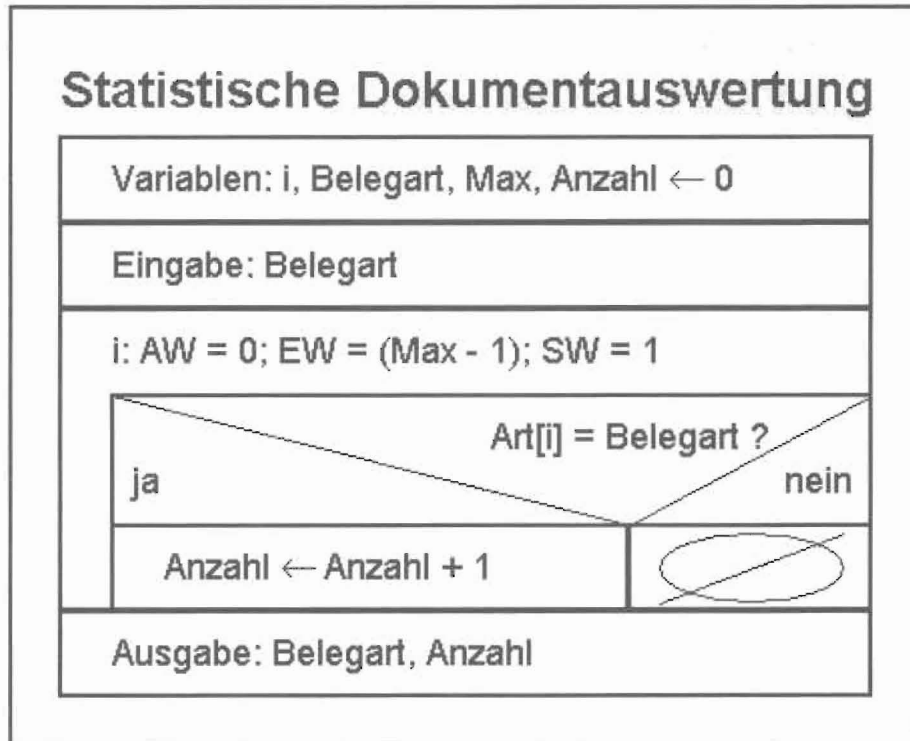 Statistische Dokumentauswertung
Variablen: i, Belegart, Max, Anzahl ← 0
Eingabe: Belegart
i: AW = 0; EW = (Max - 1); SW = 1
Art[i] = Belegart ?
ja
nein
Anzahl ← Anzahl + 1
Ausgabe: Belegart, Anzahl